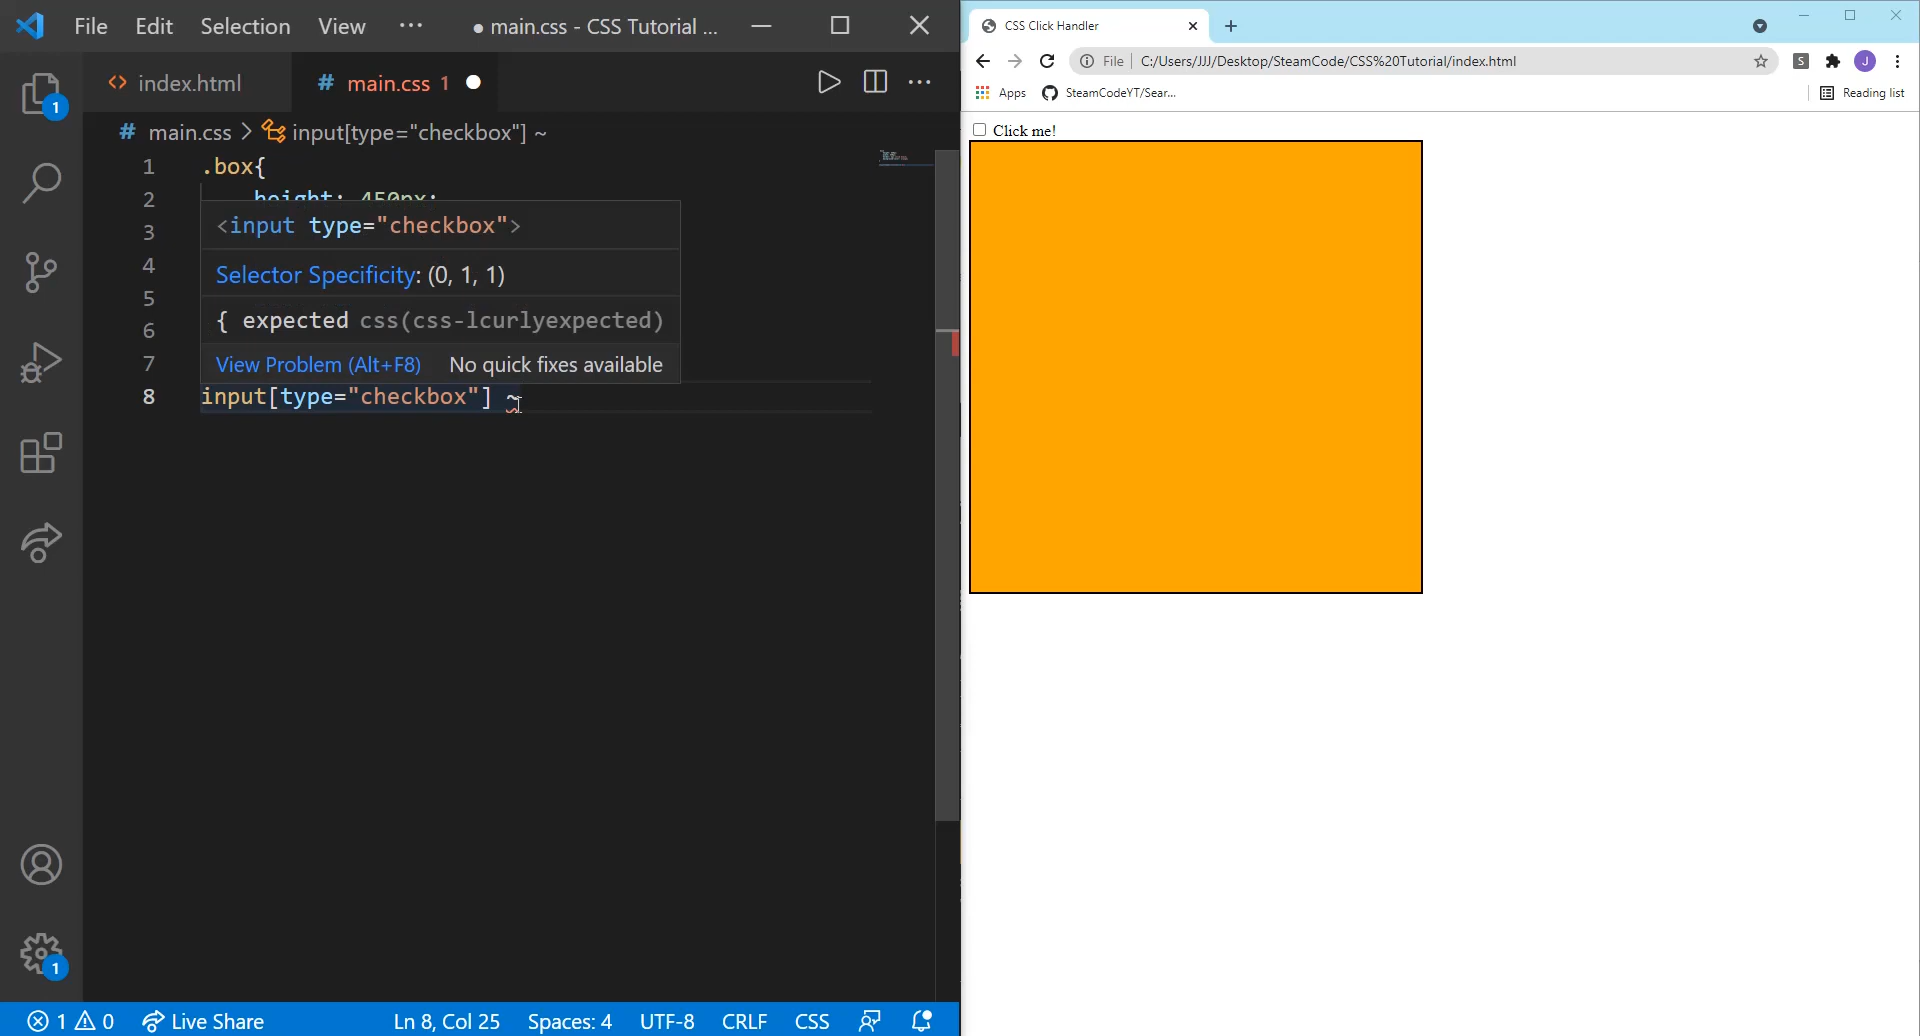 File Edit Selection View ··· ● main.css - CSS Tutorial ...
index.html # main.css 1
# main.css > input[type="checkbox"] ~
1 .box{
2 height: 450px;
3
<input type="checkbox">
4
Selector Specificity: (0, 1, 1)
5
6 { expected css(css-lcurlyexpected)
7 View Problem (Alt+F8) No quick fixes available
8 input[type="checkbox"] ~
1
1
1 0 Live Share Ln 8, Col 25 Spaces: 4 UTF-8 CRLF CSS
CSS Click Handler
File C:/Users/JJJ/Desktop/SteamCode/CSS%20Tutorial/index.html S J
Apps SteamCodeYT/Sear... Reading list
Click me!